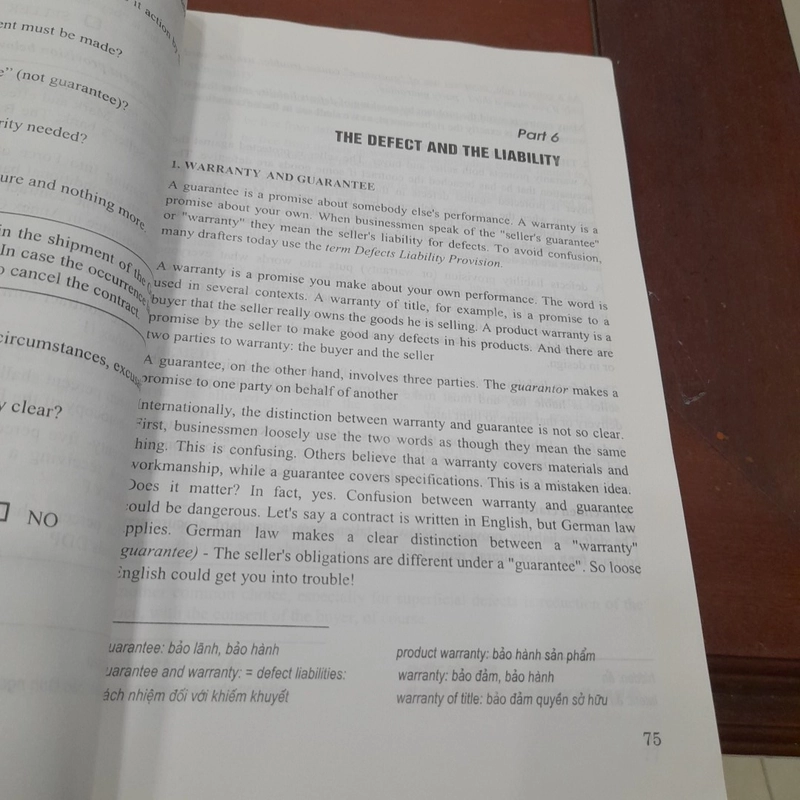 it action by
ent must be made?
e" (not guarantee)?
rity needed?
ure and nothing more.
in the shipment of the
In case the occurrence
o cancel the contract.
circumstances, excu
y clear?
NO
Part 6
THE DEFECT AND THE LIABILITY
1. WARRANTY AND GUARANTEE
A guarantee is a promise about somebody else's performance. A warranty is a
promise about your own. When businessmen speak of the "seller's guarantee"
or "warranty" they mean the seller's liability for defects. To avoid confusion,
many drafters today use the term Defects Liability Provision.
A warranty is a promise you make about your own performance. The word is
used in several contexts. A warranty of title, for example, is a promise to a
buyer that the seller really owns the goods he is selling. A product warranty is a
promise by the seller to make good any defects in his products. And there are
two parties to warranty: the buyer and the seller
A guarantee, on the other hand, involves three parties. The guarantor makes a
promise to one party on behalf of another
Internationally, the distinction between warranty and guarantee is not so clear.
First, businessmen loosely use the two words as though they mean the same
hing. This is confusing. Others believe that a warranty covers materials and
workmanship, while a guarantee covers specifications. This is a mistaken idea.
Does it matter? In fact, yes. Confusion between warranty and guarantee
could be dangerous. Let's say a contract is written in English, but German law
pplies. German law makes a clear distinction between a "warranty"
guarantee) - The seller's obligations are different under a "guarantee". So loose
English could get you into trouble!
uarantee: bảo lãnh, bảo hành
uarantee and warranty: = defect liabilities:
ách nhiệm đối với khiếm khuyết
product warranty: bảo hành sản phẩm
warranty: bảo đảm, bảo hành
warranty of title: bảo đảm quyền sở hữu
75